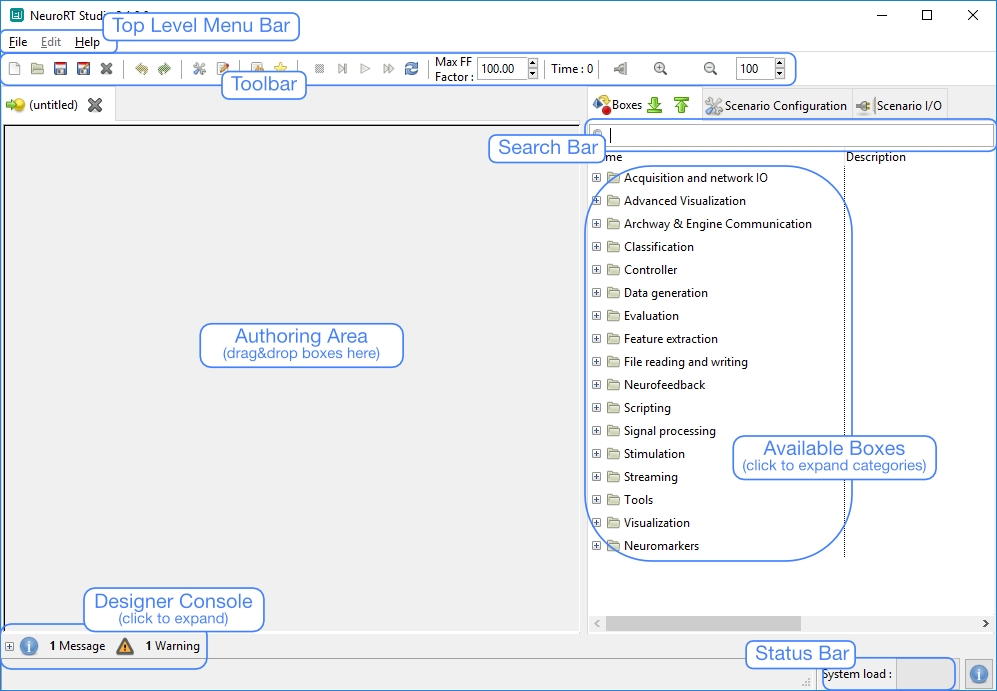 NeuroRT Studio
Top Level Menu Bar
File Edit Help
Max FF
Factor : 100.00
Time : 0
100
Toolbar
(untitled)
Boxes
Scenario Configuration
Scenario I/O
Search Bar
Description
Acquisition and network IO
Advanced Visualization
Archway & Engine Communication
Classification
Controller
Data generation
Evaluation
Feature extraction
File reading and writing
Neurofeedback
Scripting
Signal processing
Stimulation
Streaming
Tools
Visualization
Neuromarkers
Authoring Area
(drag&drop boxes here)
Available Boxes
(click to expand categories)
Designer Console
(click to expand)
1 Message
1 Warning
Status Bar
System load :